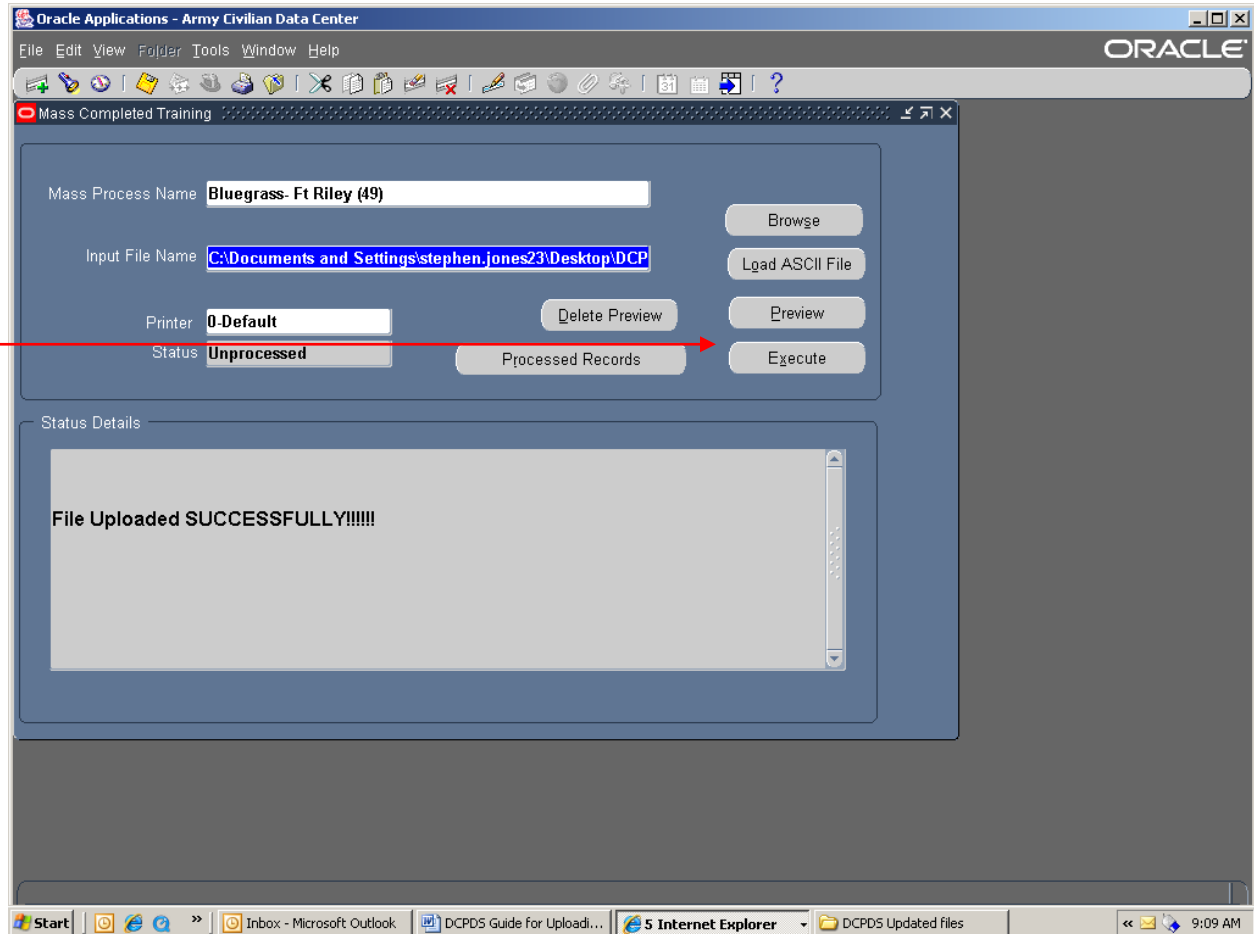 Oracle Applications - Army Civilian Data Center
File Edit View Folder Tools Window Help
ORACLE
Mass Completed Training
Mass Process Name Bluegrass- Ft Riley (49)
Browse
Input File Name C:\Documents and Settings\stephen.jones23\Desktop\DCP
Load ASCII File
Printer 0-Default
Delete Preview
Preview
Status Unprocessed
Processed Records
Execute
Status Details
File Uploaded SUCCESSFULLY!!!!!!
Start
Inbox - Microsoft Outlook
DCPDS Guide for Uploadi...
5 Internet Explorer
DCPDS Updated files
9:09 AM